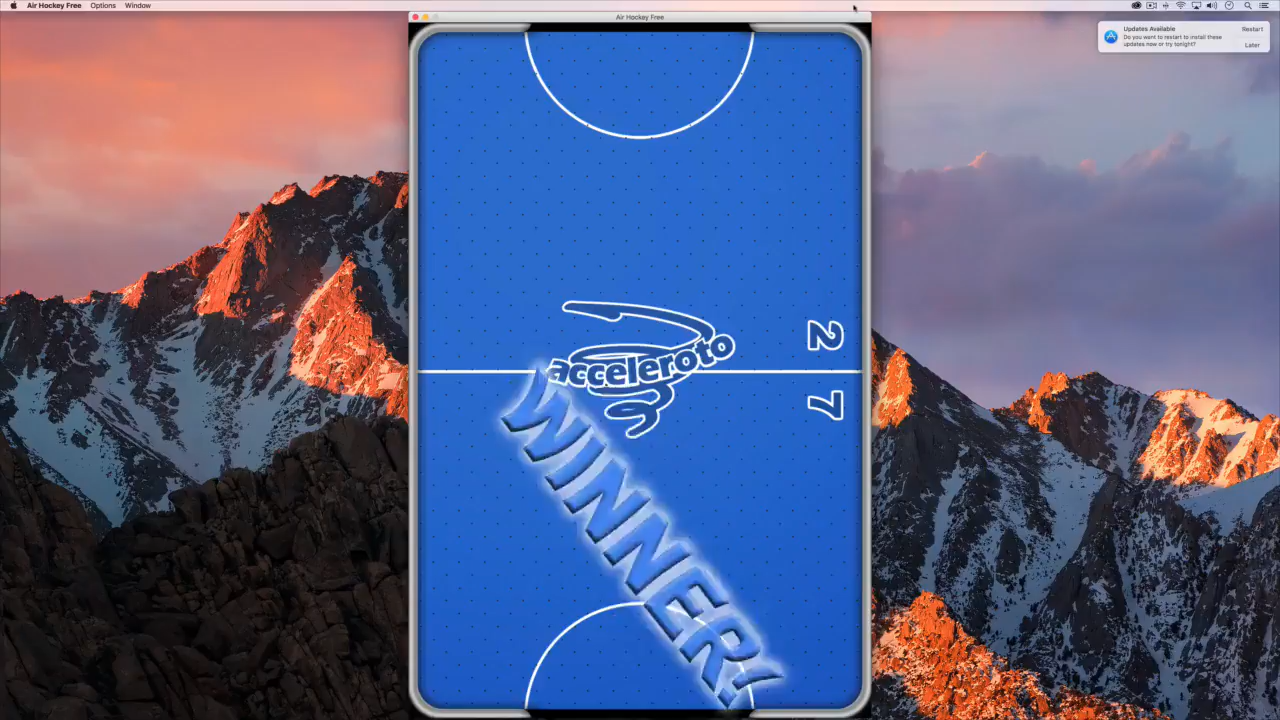 Air Hockey Free Options Window
Air Hockey Free
Updates Available
Do you want to restart to install these
updates now or try tonight?
Restart
Later
acceleroto
2
7
WINNER!